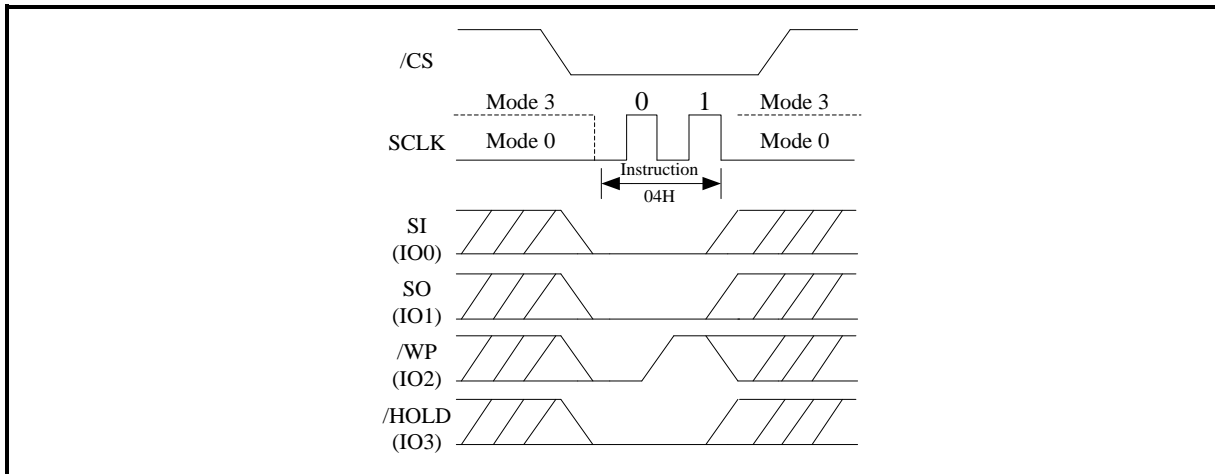 /CS
Mode 3 0 1 Mode 3
SCLK Mode 0 Mode 0
Instruction
04H
SI
(IO0)
SO
(IO1)
/WP
(IO2)
/HOLD
(IO3)